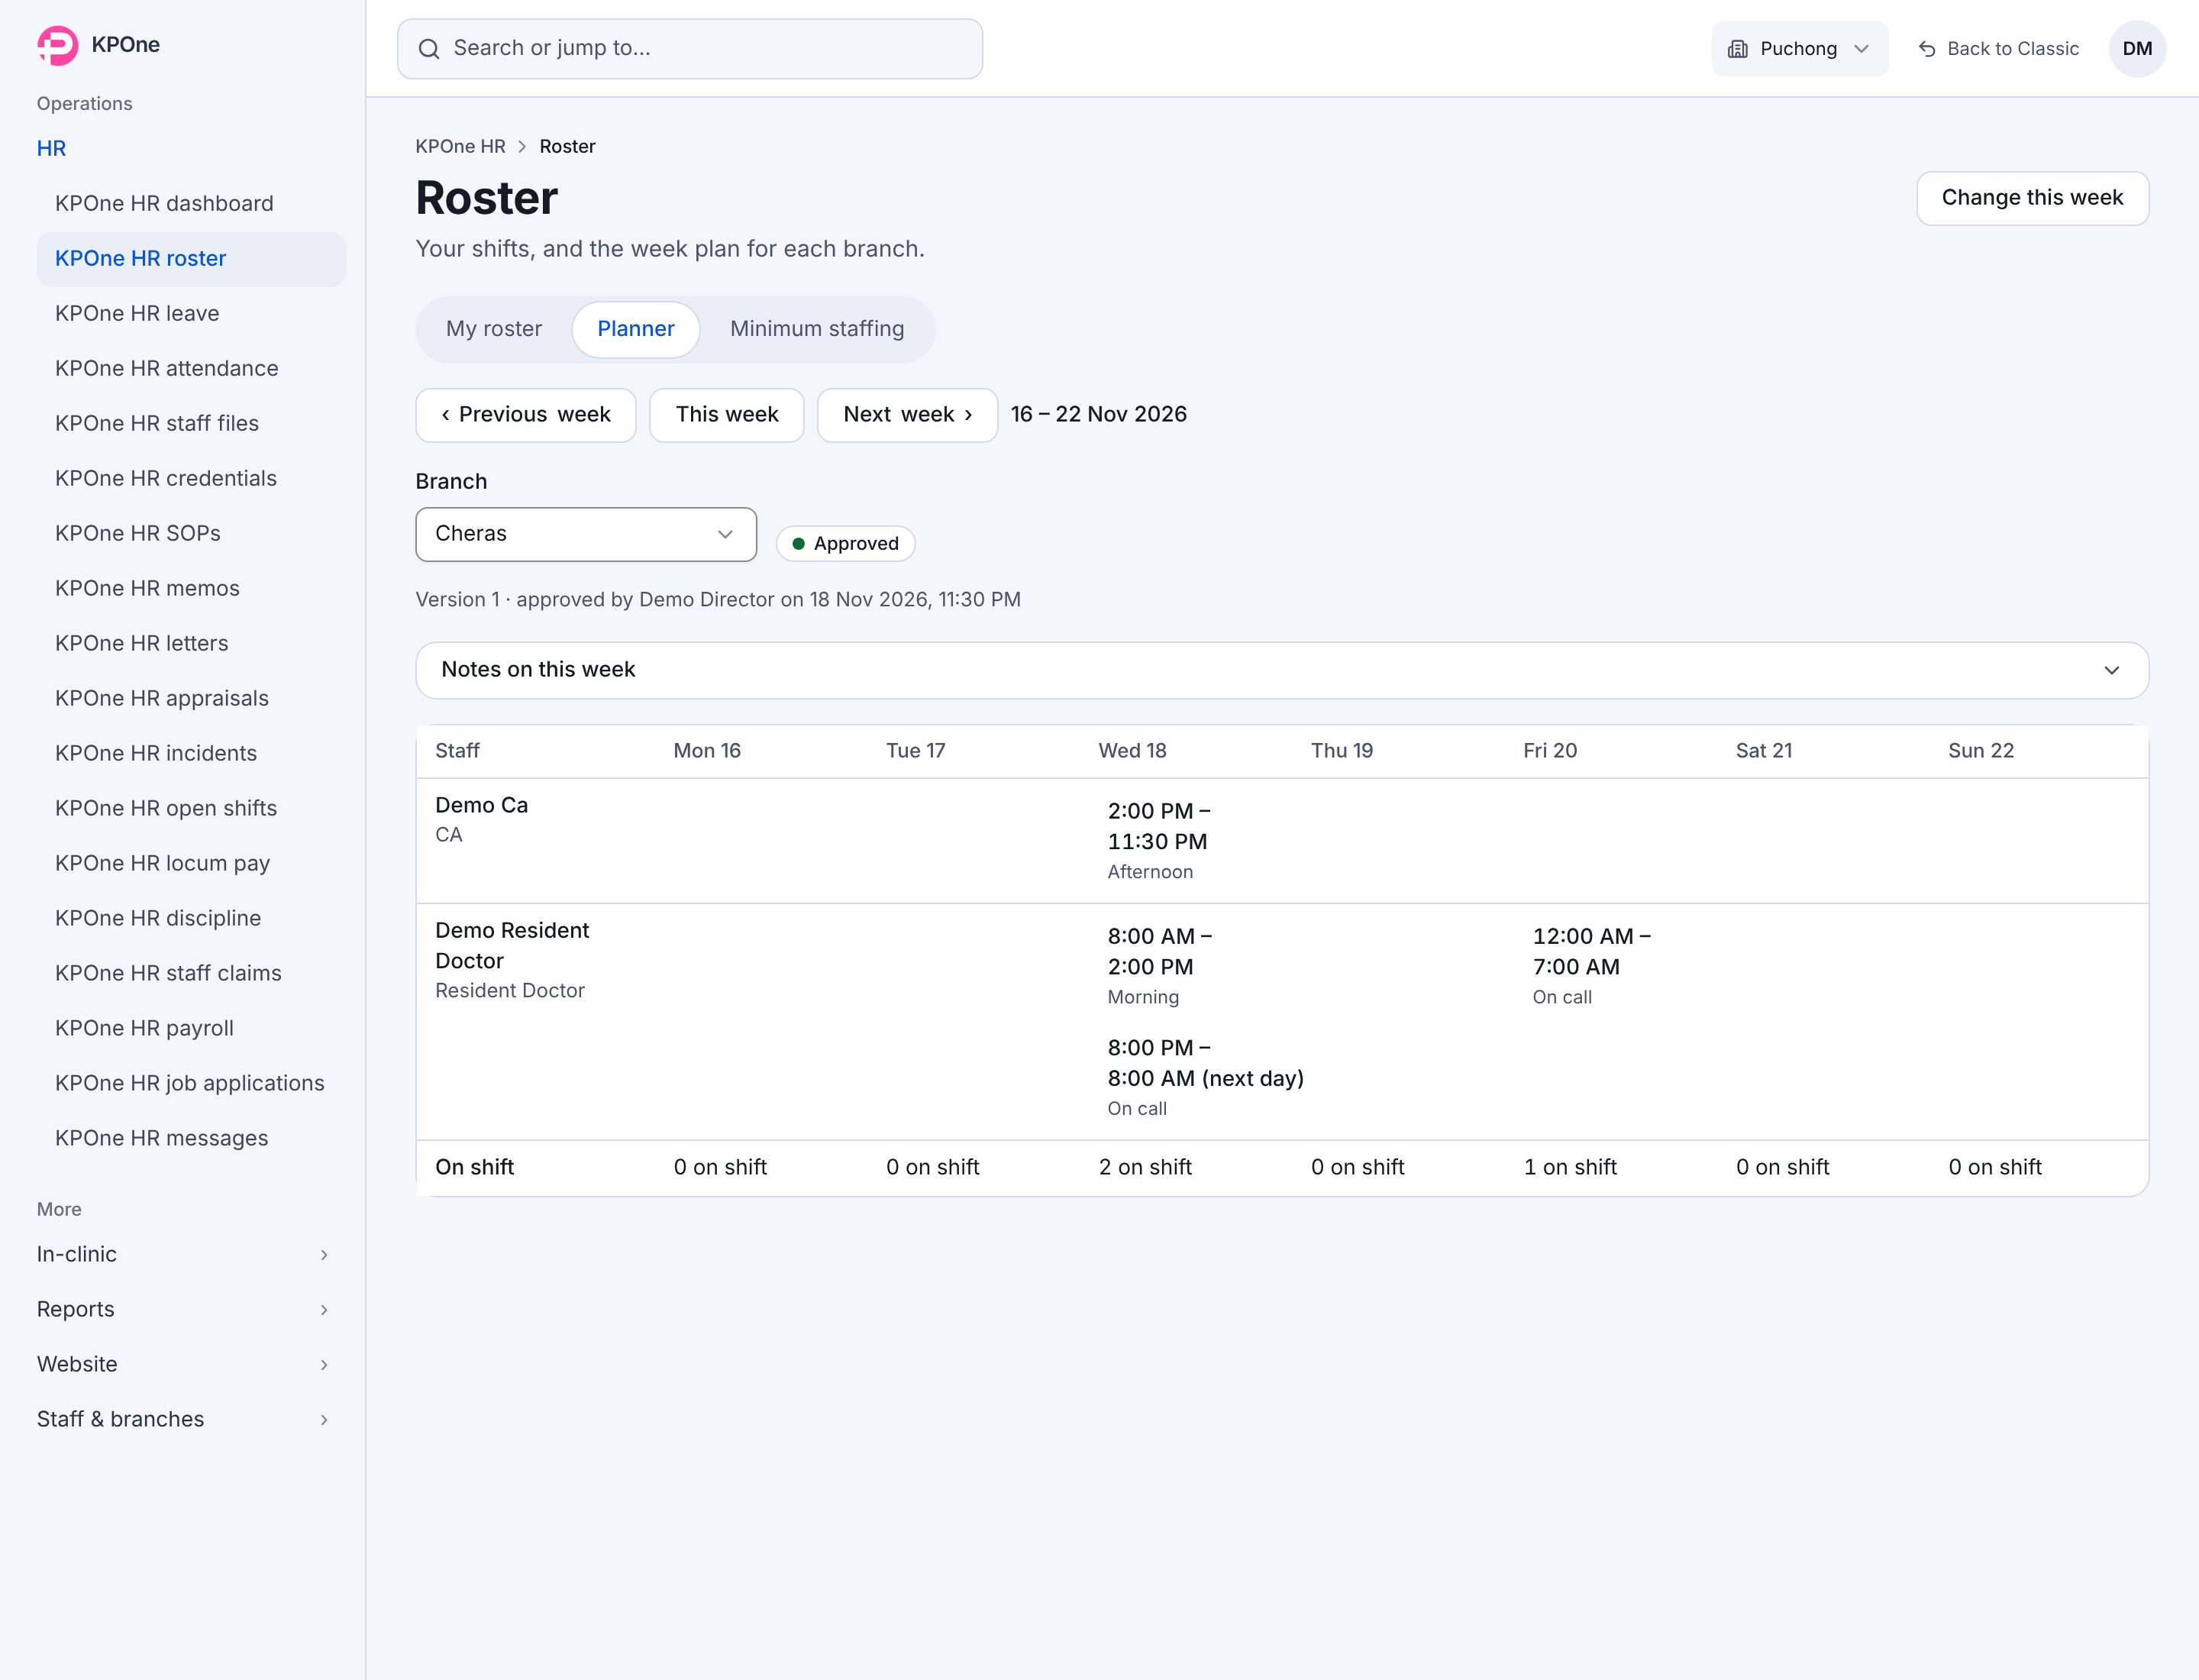 KPOne
Search or jump to...
Puchong
Back to Classic
DM
Operations
HR
KPOne HR dashboard
KPOne HR roster
KPOne HR leave
KPOne HR attendance
KPOne HR staff files
KPOne HR credentials
KPOne HR SOPs
KPOne HR memos
KPOne HR letters
KPOne HR appraisals
KPOne HR incidents
KPOne HR open shifts
KPOne HR locum pay
KPOne HR discipline
KPOne HR staff claims
KPOne HR payroll
KPOne HR job applications
KPOne HR messages
More
In-clinic
Reports
Website
Staff & branches
KPOne HR > Roster
Roster
Change this week
Your shifts, and the week plan for each branch.
My roster Planner Minimum staffing
‹ Previous week This week Next week › 16 – 22 Nov 2026
Branch
Cheras
Approved
Version 1 · approved by Demo Director on 18 Nov 2026, 11:30 PM
Notes on this week
Staff Mon 16 Tue 17 Wed 18 Thu 19 Fri 20 Sat 21 Sun 22
Demo Ca
CA
2:00 PM –
11:30 PM
Afternoon
Demo Resident
Doctor
Resident Doctor
8:00 AM –
2:00 PM
Morning
8:00 PM –
8:00 AM (next day)
On call
12:00 AM –
7:00 AM
On call
On shift 0 on shift 0 on shift 2 on shift 0 on shift 1 on shift 0 on shift 0 on shift